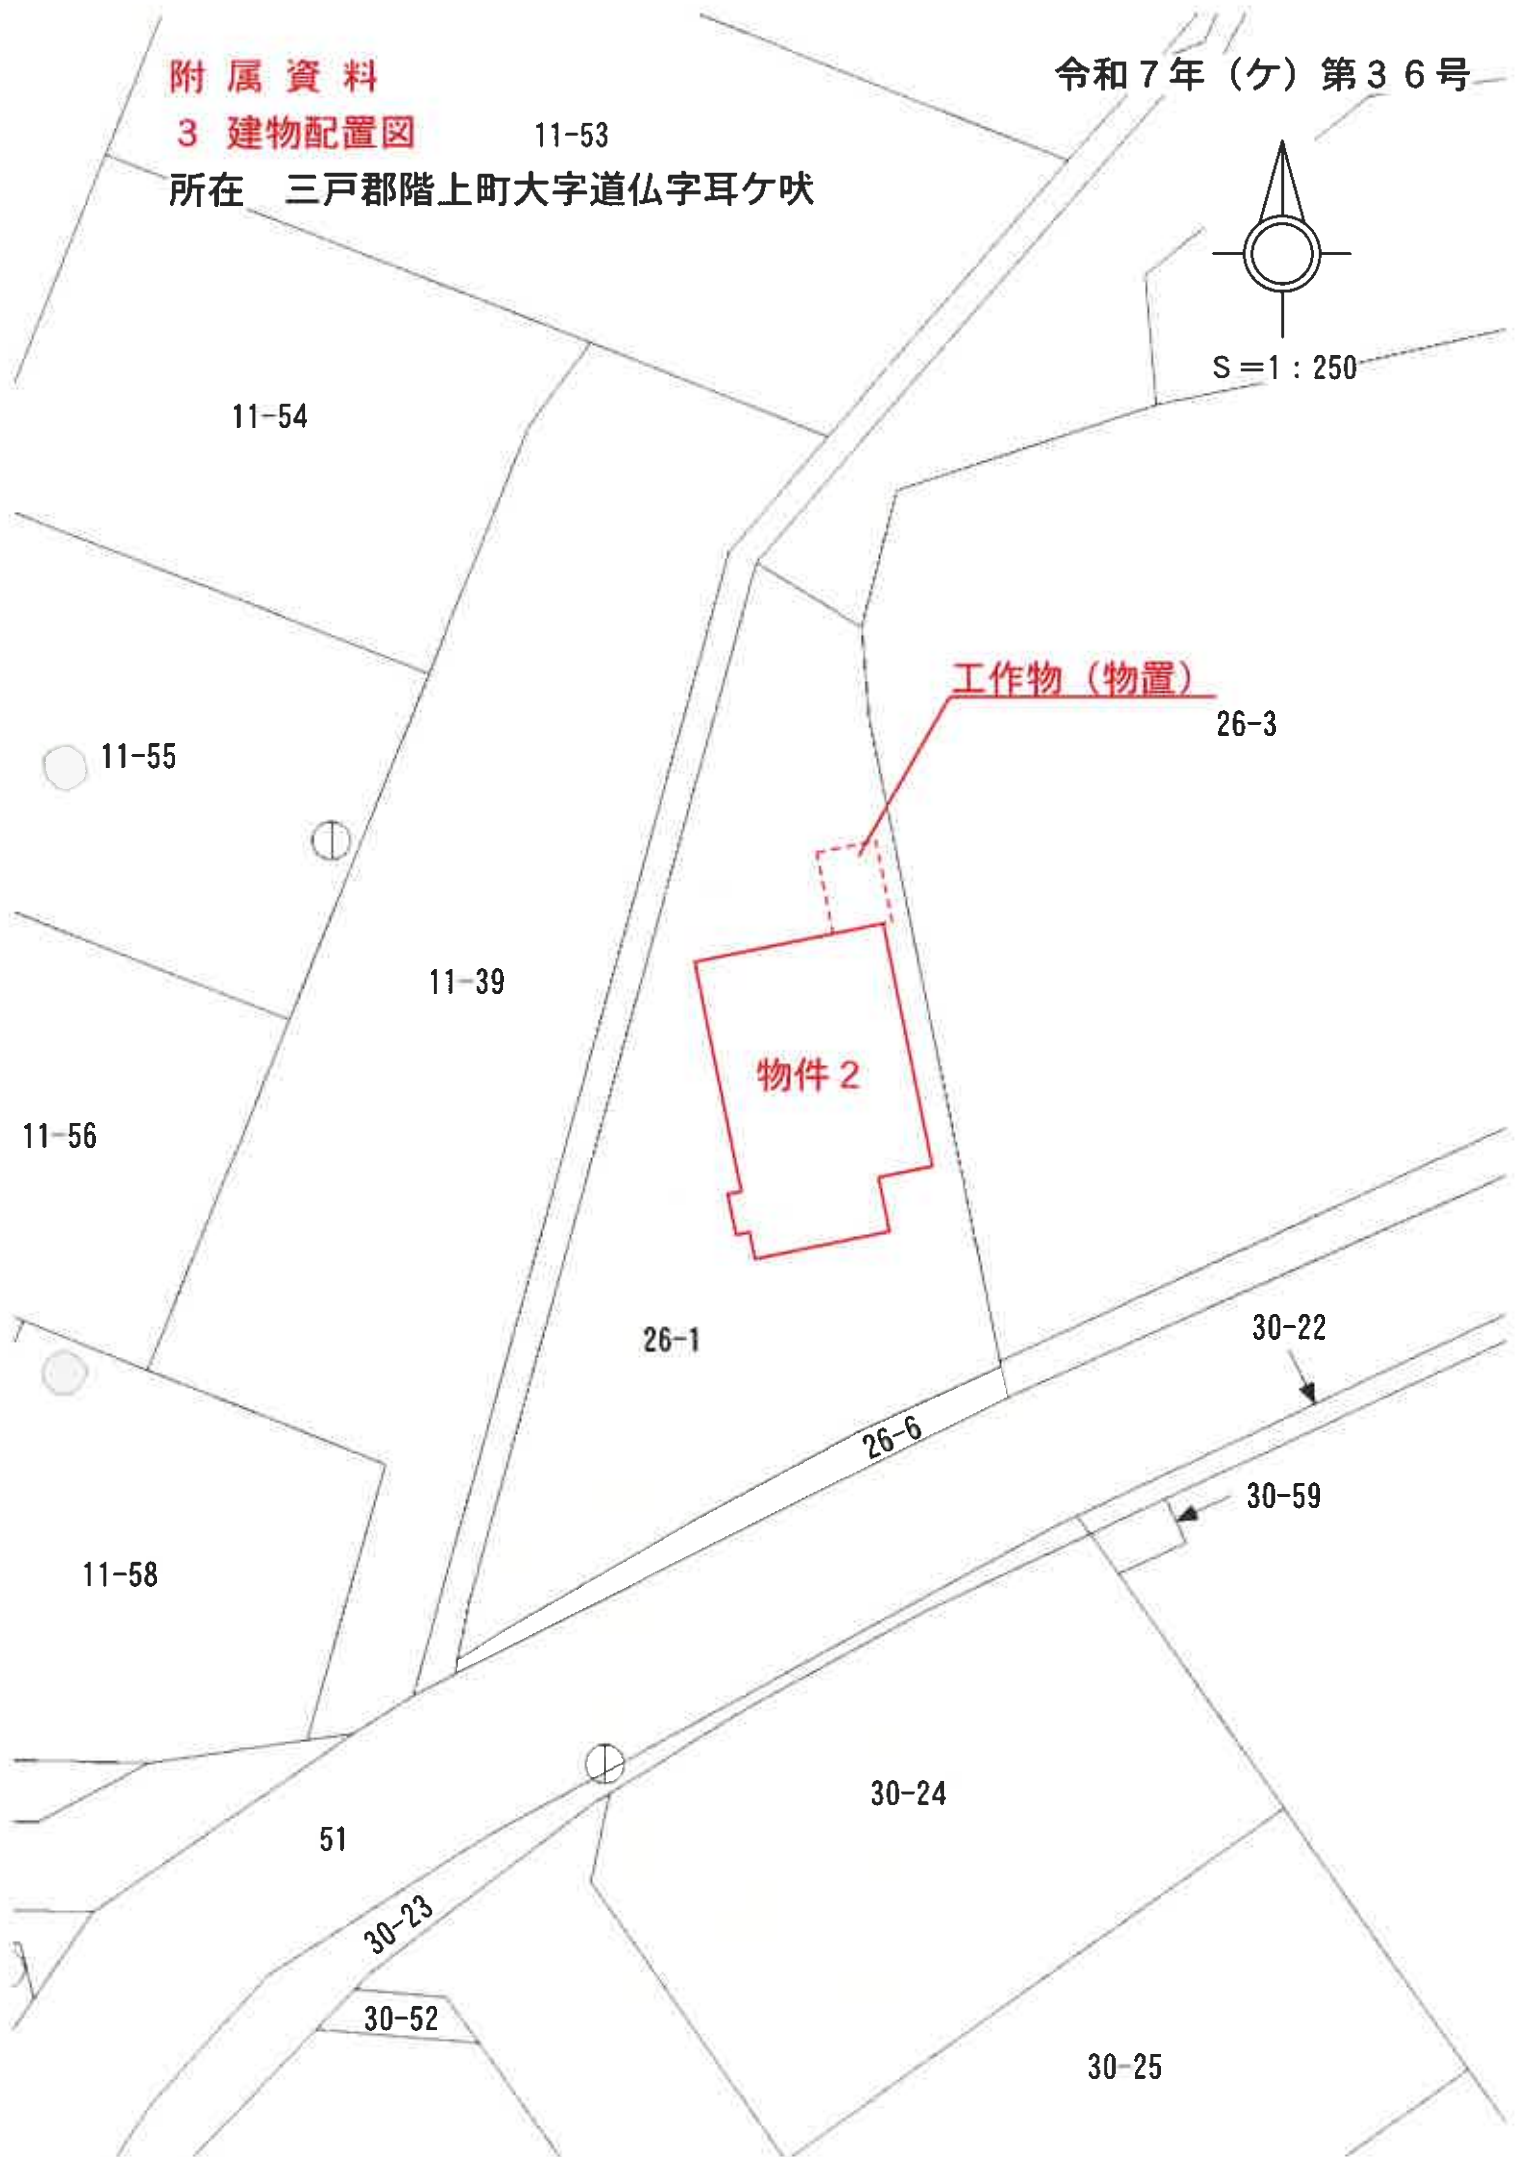 附属資料
令和７年（ケ）第３６号
３ 建物配置図
11-53
所在　三戸郡階上町大字道仏字耳ケ吠
S＝1：250
11-54
工作物（物置）
26-3
11-55
11-39
物件２
11-56
26-1
30-22
26-6
30-59
11-58
30-24
51
30-23
30-52
30-25